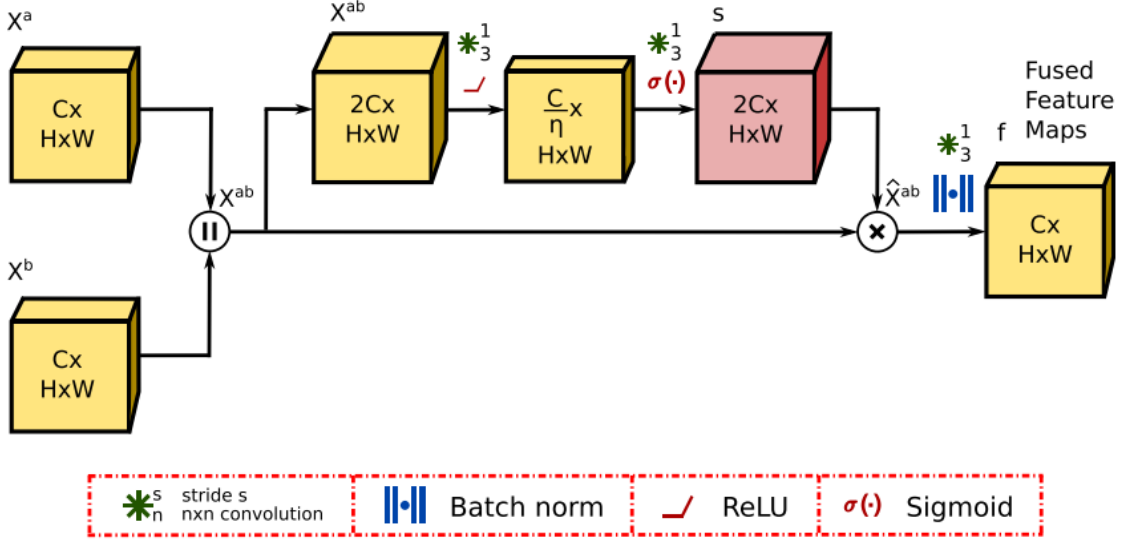 X^a
Cx
HxW
X^b
Cx
HxW
||
X^ab
X^ab
2Cx
HxW
1
3
C/η x
HxW
1
3
σ(·)
s
2Cx
HxW
×
X̂^ab
1
3
f
Fused
Feature
Maps
Cx
HxW
s
n
stride s
nxn convolution
Batch norm
ReLU
σ(·) Sigmoid